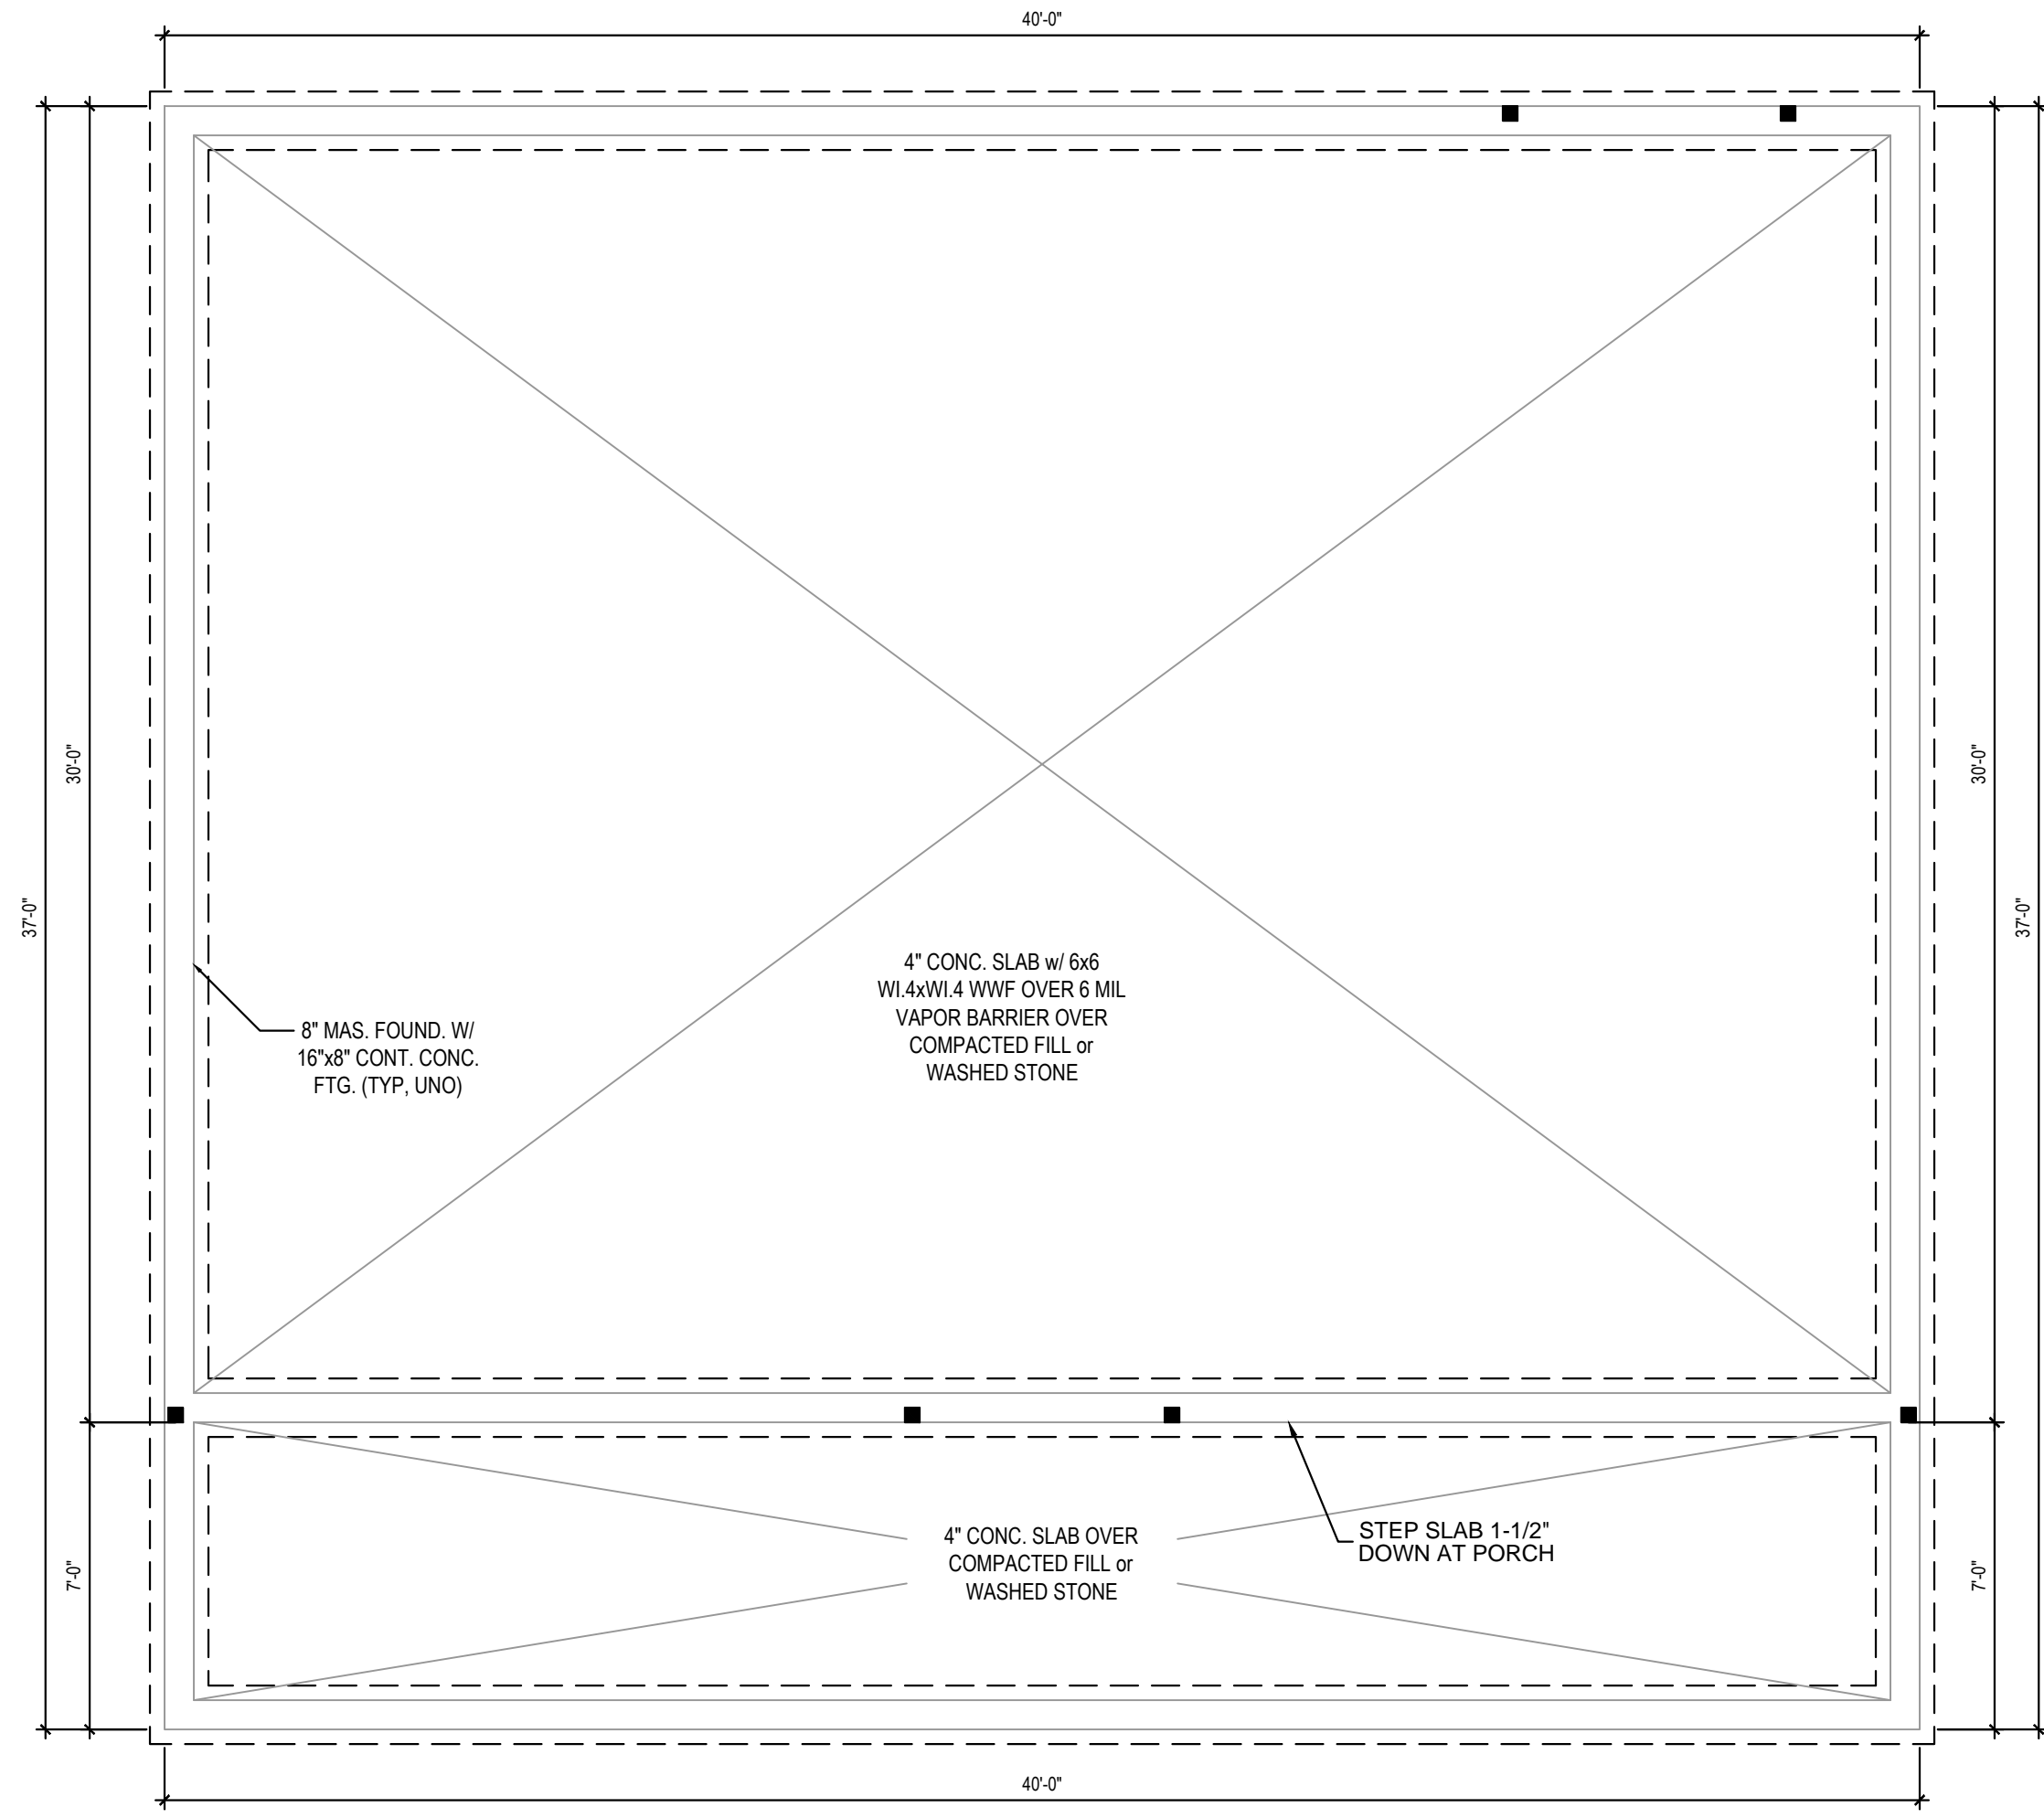 40'-0"
30'-0"
30'-0"
37'-0"
37'-0"
4" CONC. SLAB w/ 6x6
WI.4xWI.4 WWF OVER 6 MIL
VAPOR BARRIER OVER
COMPACTED FILL or
WASHED STONE
8" MAS. FOUND. W/
16"x8" CONT. CONC.
FTG. (TYP, UNO)
4" CONC. SLAB OVER
COMPACTED FILL or
WASHED STONE
STEP SLAB 1-1/2"
DOWN AT PORCH
7'-0"
7'-0"
40'-0"